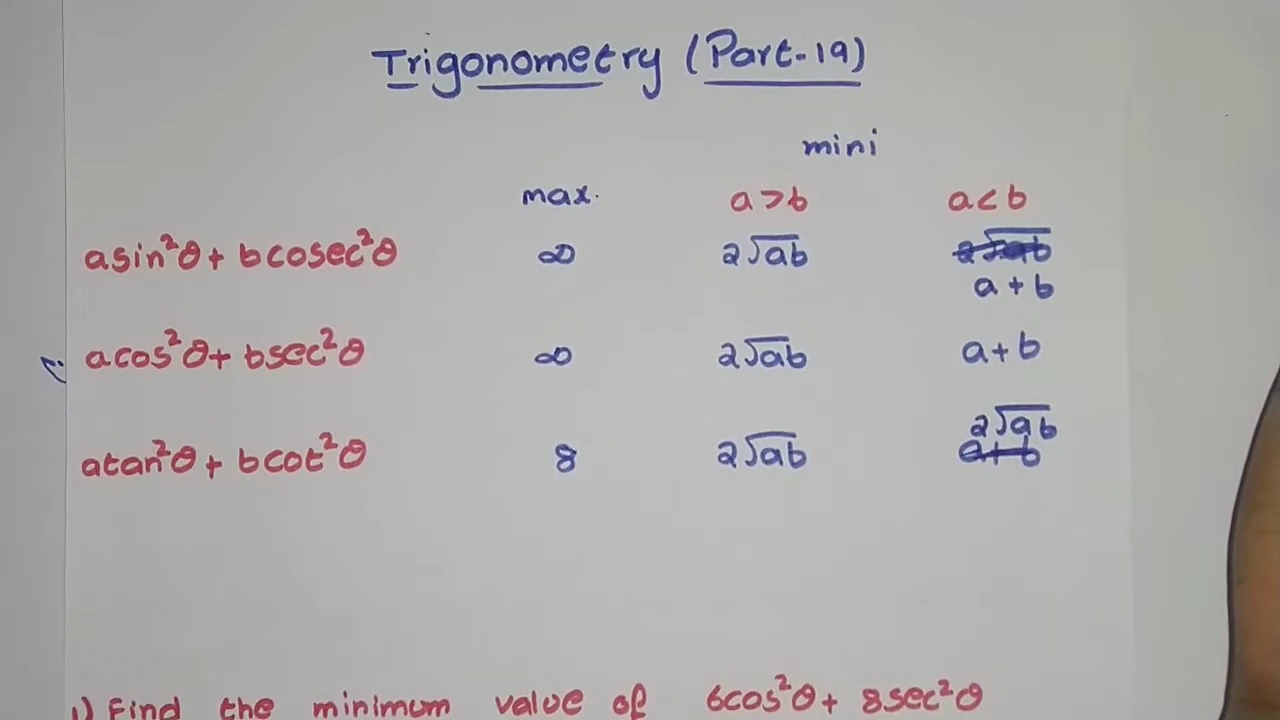 Trigonometry (Part-19)
mini
max. a>b a<b
asin²θ + bcosec²θ ∞ 2√ab 2√ab
a+b
acos²θ + bsec²θ ∞ 2√ab a+b
2√ab
atan²θ + bcot²θ 8 2√ab a+b
1) Find the minimum value of 6cos²θ + 8sec²θ